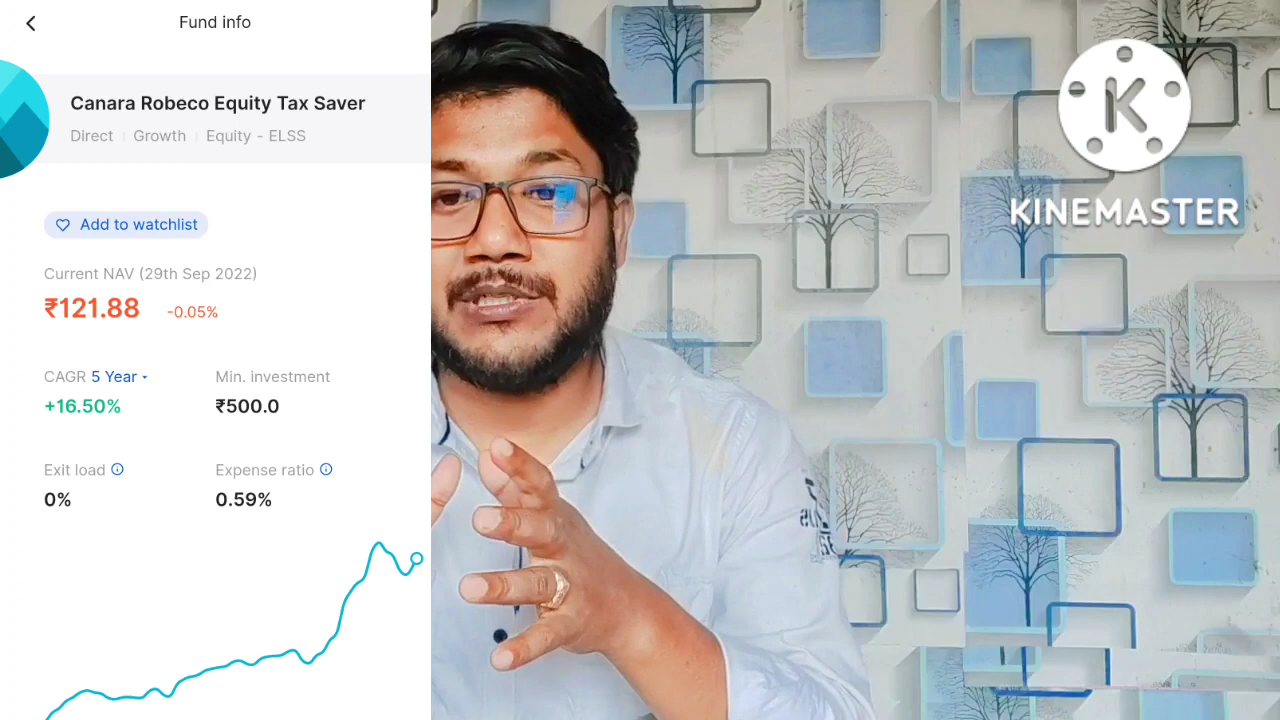 Fund info
Canara Robeco Equity Tax Saver
Direct Growth Equity - ELSS
Add to watchlist
Current NAV (29th Sep 2022)
₹121.88 -0.05%
CAGR 5 Year Min. investment
+16.50% ₹500.0
Exit load Expense ratio
0% 0.59%
K
KINEMASTER